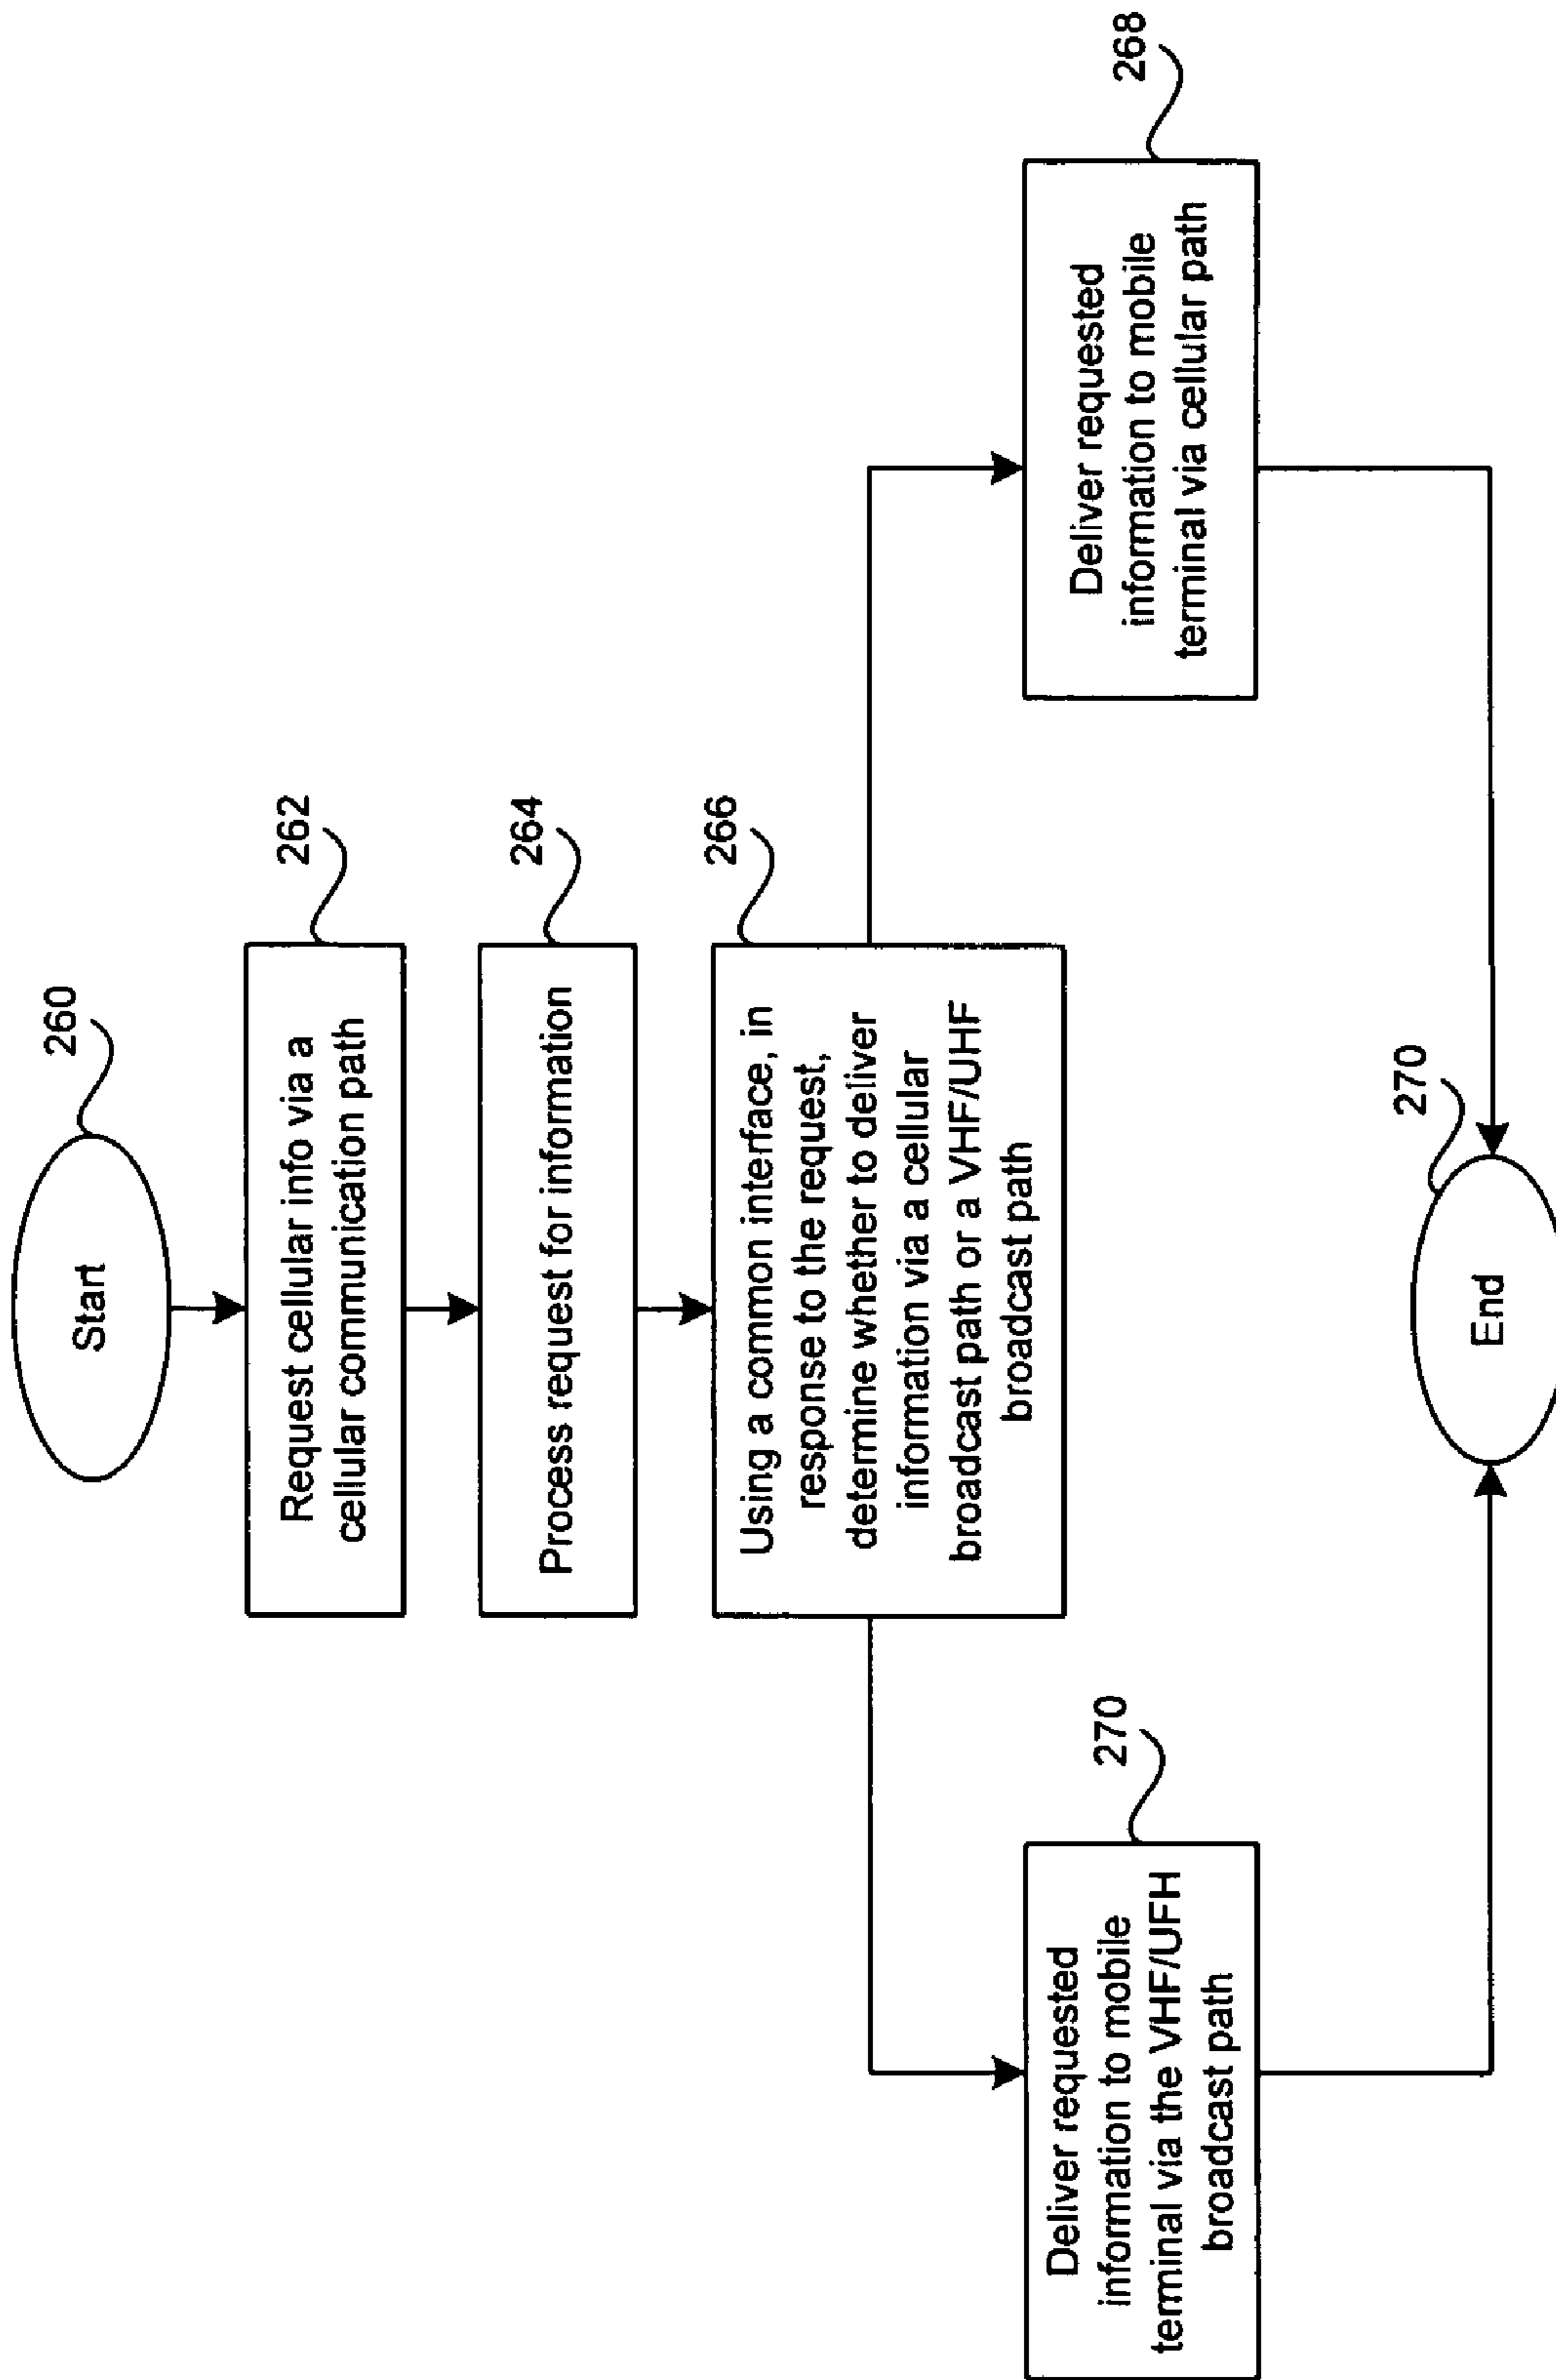 260
Start
262
Request cellular info via a
cellular communication path
264
Process request for information
266
Using a common interface, in
response to the request,
determine whether to deliver
information via a cellular
broadcast path or a VHF/UHF
broadcast path
270
Deliver requested
information to mobile
terminal via the VHF/UFH
broadcast path
268
Deliver requested
information to mobile
terminal via cellular path
270
End